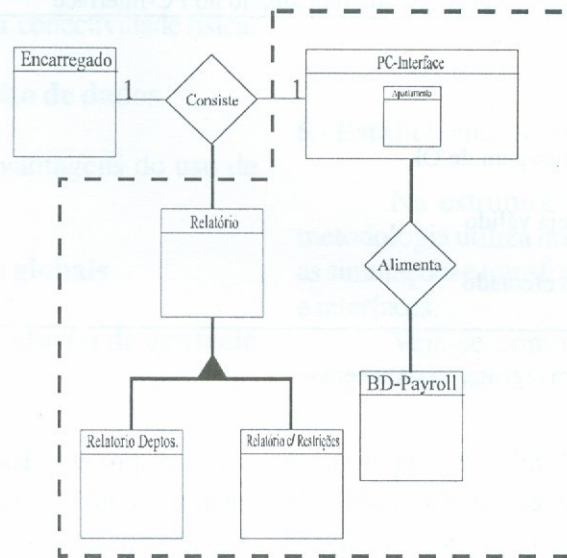 Encarregado
1
Consiste
1
PC-Interface
Apontamento
Relatório
Alimenta
BD-Payroll
Relatorio Deptos.
Relatório c/ Restrições